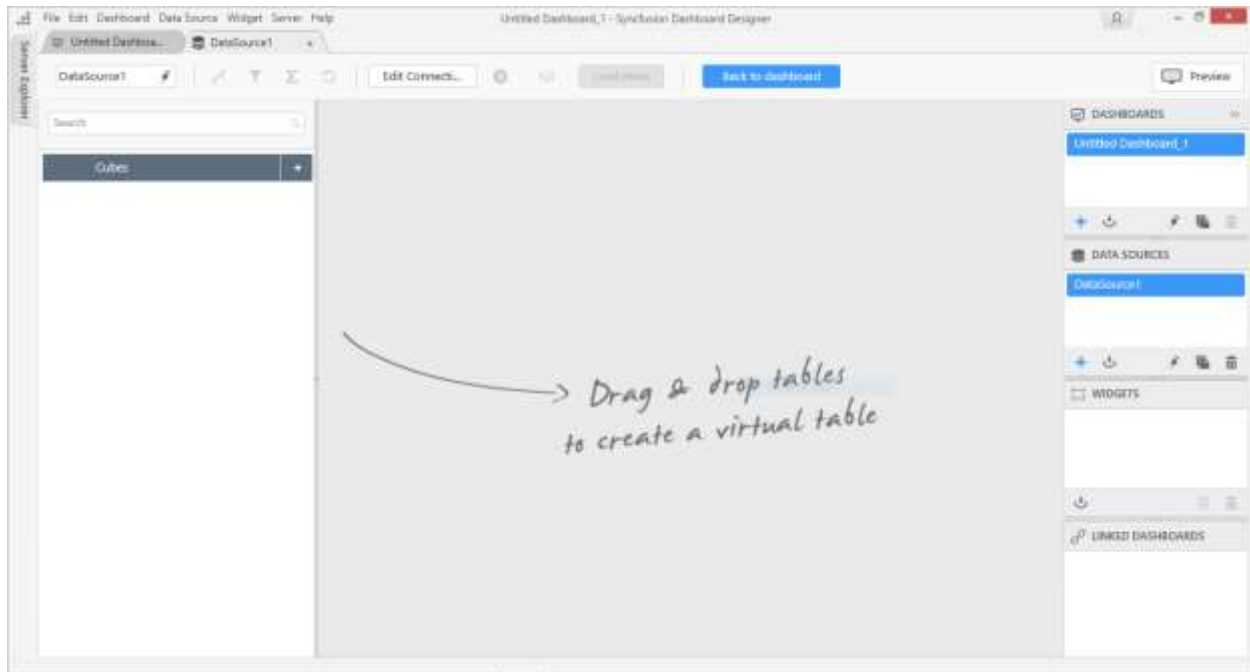 File Edit Dashboard Data Source Widget Server Help
Untitled Dashboard_1 - Syncfusion Dashboard Designer
Server Explorer
Untitled Dashboa...
DataSource1
DataSource1
Edit Connecti...
Back to dashboard
Preview
Search
Cubes
DASHBOARDS
Untitled Dashboard_1
DATA SOURCES
DataSource1
Drag & drop tables
to create a virtual table
WIDGETS
LINKED DASHBOARDS